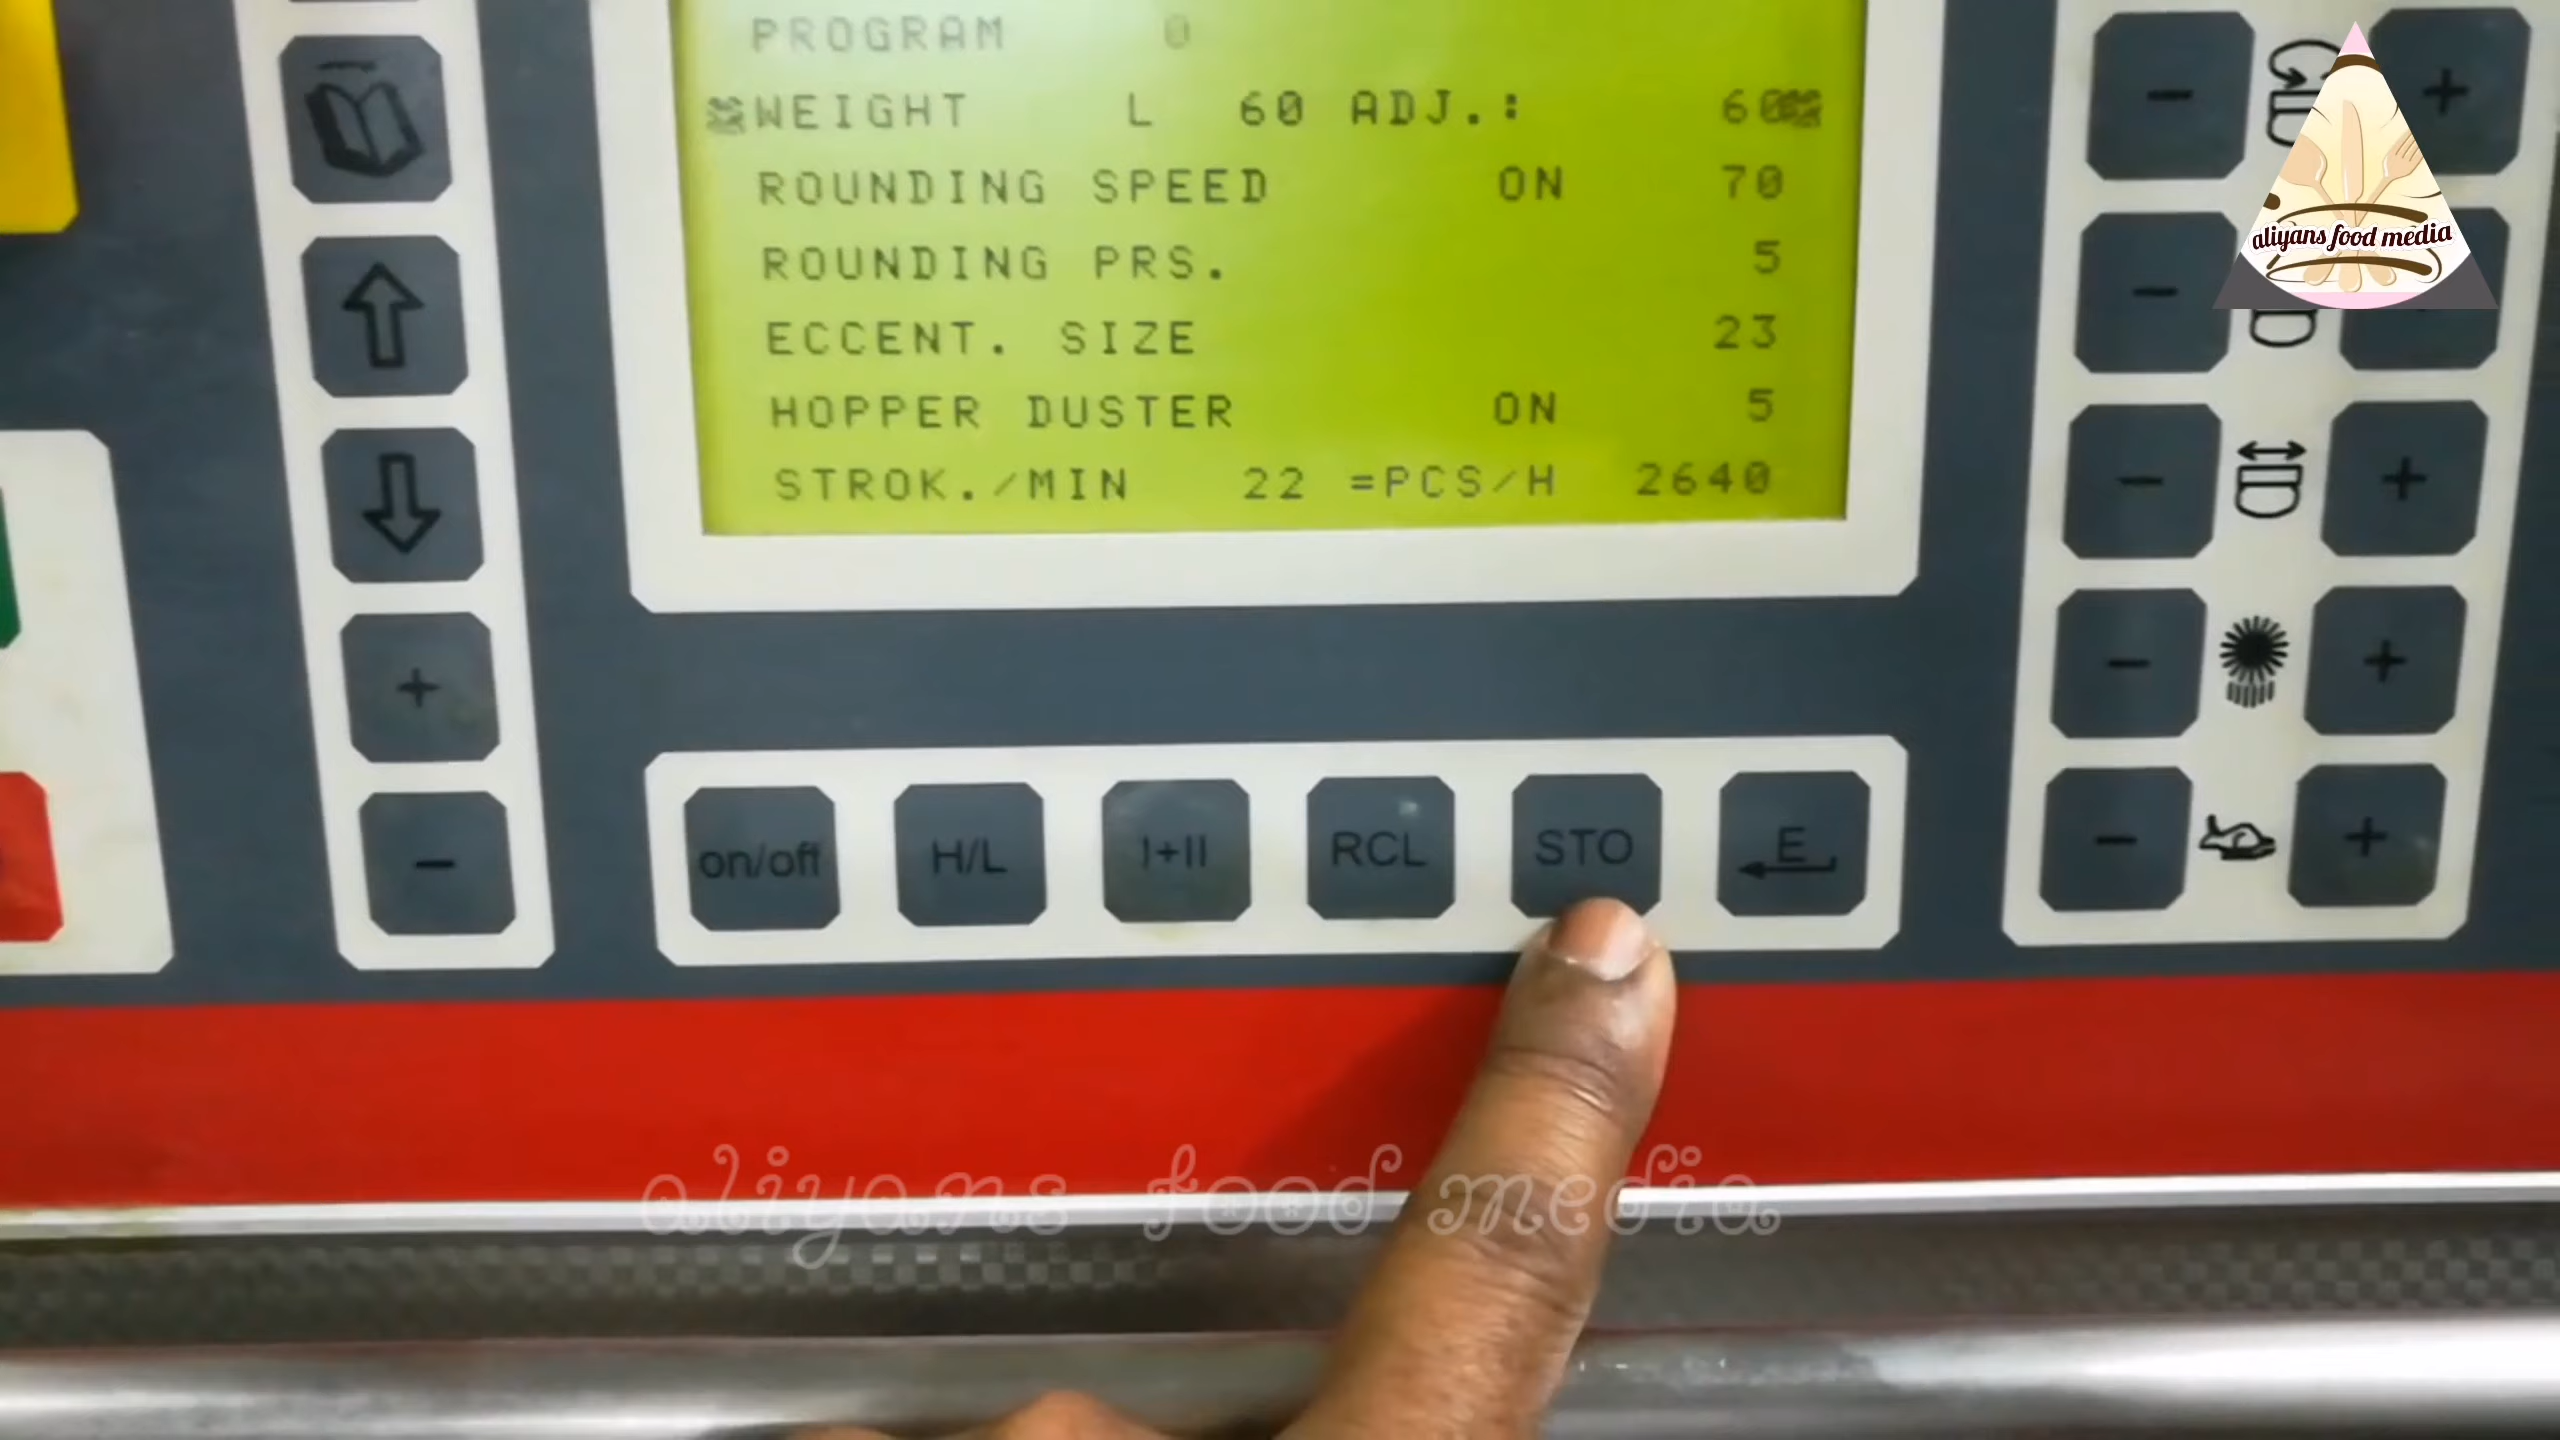 PROGRAM 0
WEIGHT L 60 ADJ.: 60
ROUNDING SPEED ON 70
ROUNDING PRS. 5
ECCENT. SIZE 23
HOPPER DUSTER ON 5
STROK./MIN 22 =PCS/H 2640
+
-
on/off H/L I+II RCL STO E
- +
-
- +
- +
- +
aliyans food media
aliyans food media